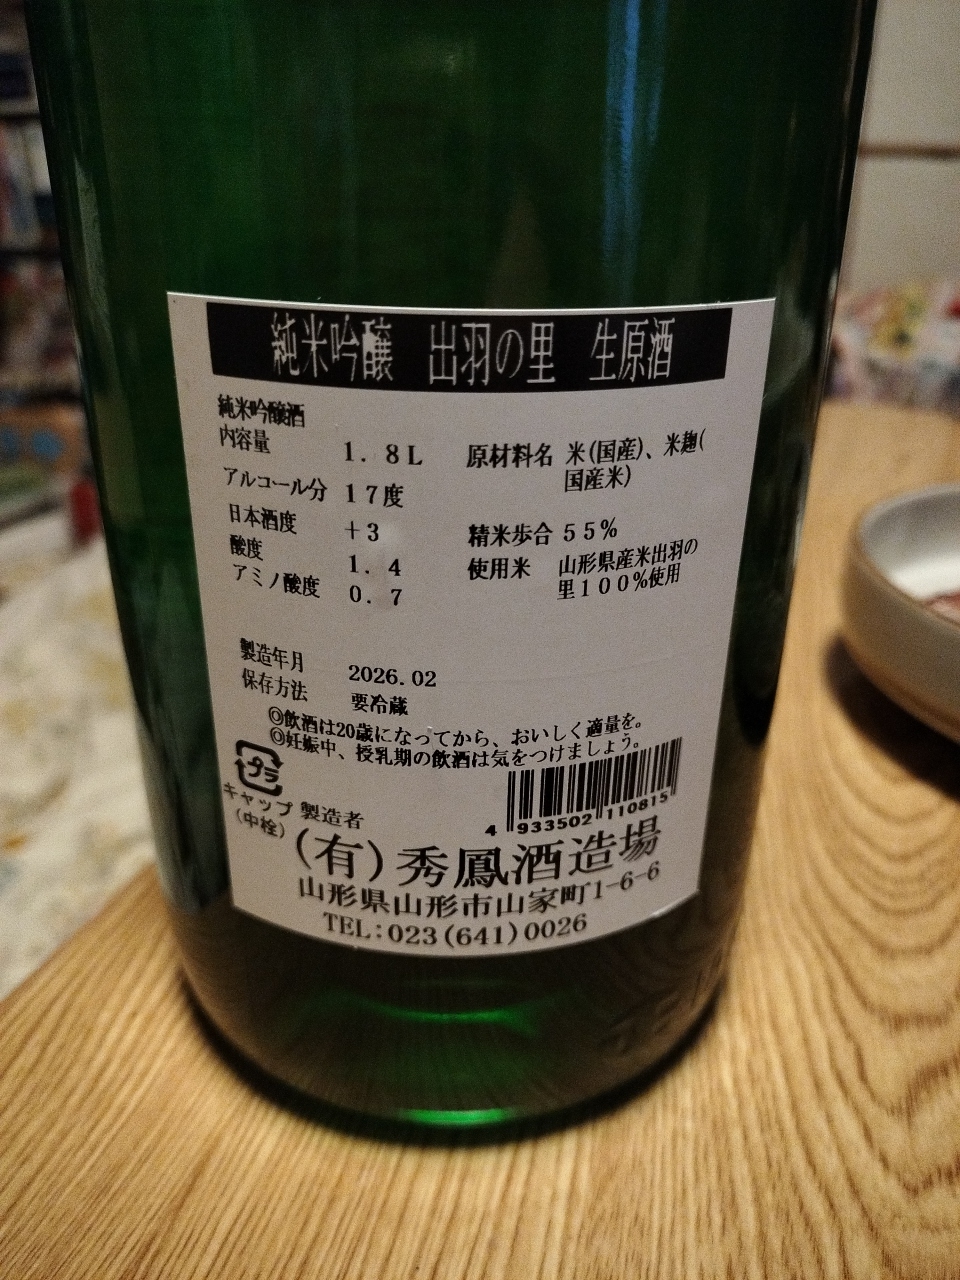 純米吟醸　出羽の里　生原酒
純米吟醸酒
内容量　1.8L
アルコール分　17度
日本酒度　+3
酸度　1.4
アミノ酸度　0.7
原材料名　米(国産)、米麹(
国産米)
精米歩合　55%
使用米　山形県産米出羽の
里100%使用
製造年月　2026.02
保存方法　要冷蔵
◎飲酒は20歳になってから、おいしく適量を。
◎妊娠中、授乳期の飲酒は気をつけましょう。
プラ
キャップ
(中栓)
4 933502 110815
製造者
(有)秀鳳酒造場
山形県山形市山家町1-6-6
TEL:023(641)0026